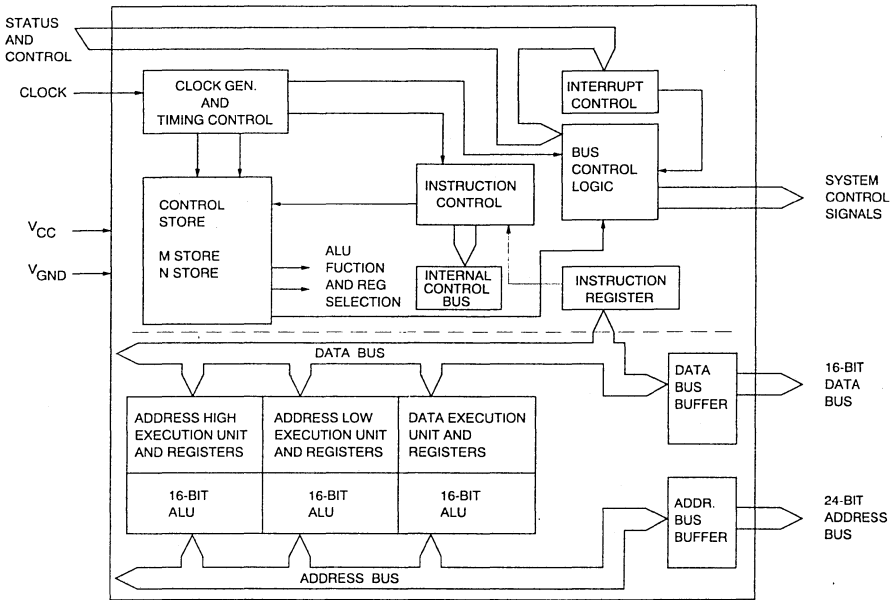 STATUS
AND
CONTROL
CLOCK
CLOCK GEN.
AND
TIMING CONTROL
INTERRUPT
CONTROL
BUS
CONTROL
LOGIC
INSTRUCTION
CONTROL
SYSTEM
CONTROL
SIGNALS
CONTROL
STORE
M STORE
N STORE
VCC
VGND
ALU
FUCTION
AND REG
SELECTION
INTERNAL
CONTROL
BUS
INSTRUCTION
REGISTER
DATA BUS
DATA
BUS
BUFFER
16-BIT
DATA
BUS
ADDRESS HIGH
EXECUTION UNIT
AND REGISTERS
ADDRESS LOW
EXECUTION UNIT
AND REGISTERS
DATA EXECUTION
UNIT AND
REGISTERS
16-BIT
ALU
16-BIT
ALU
16-BIT
ALU
ADDR.
BUS
BUFFER
24-BIT
ADDRESS
BUS
ADDRESS BUS